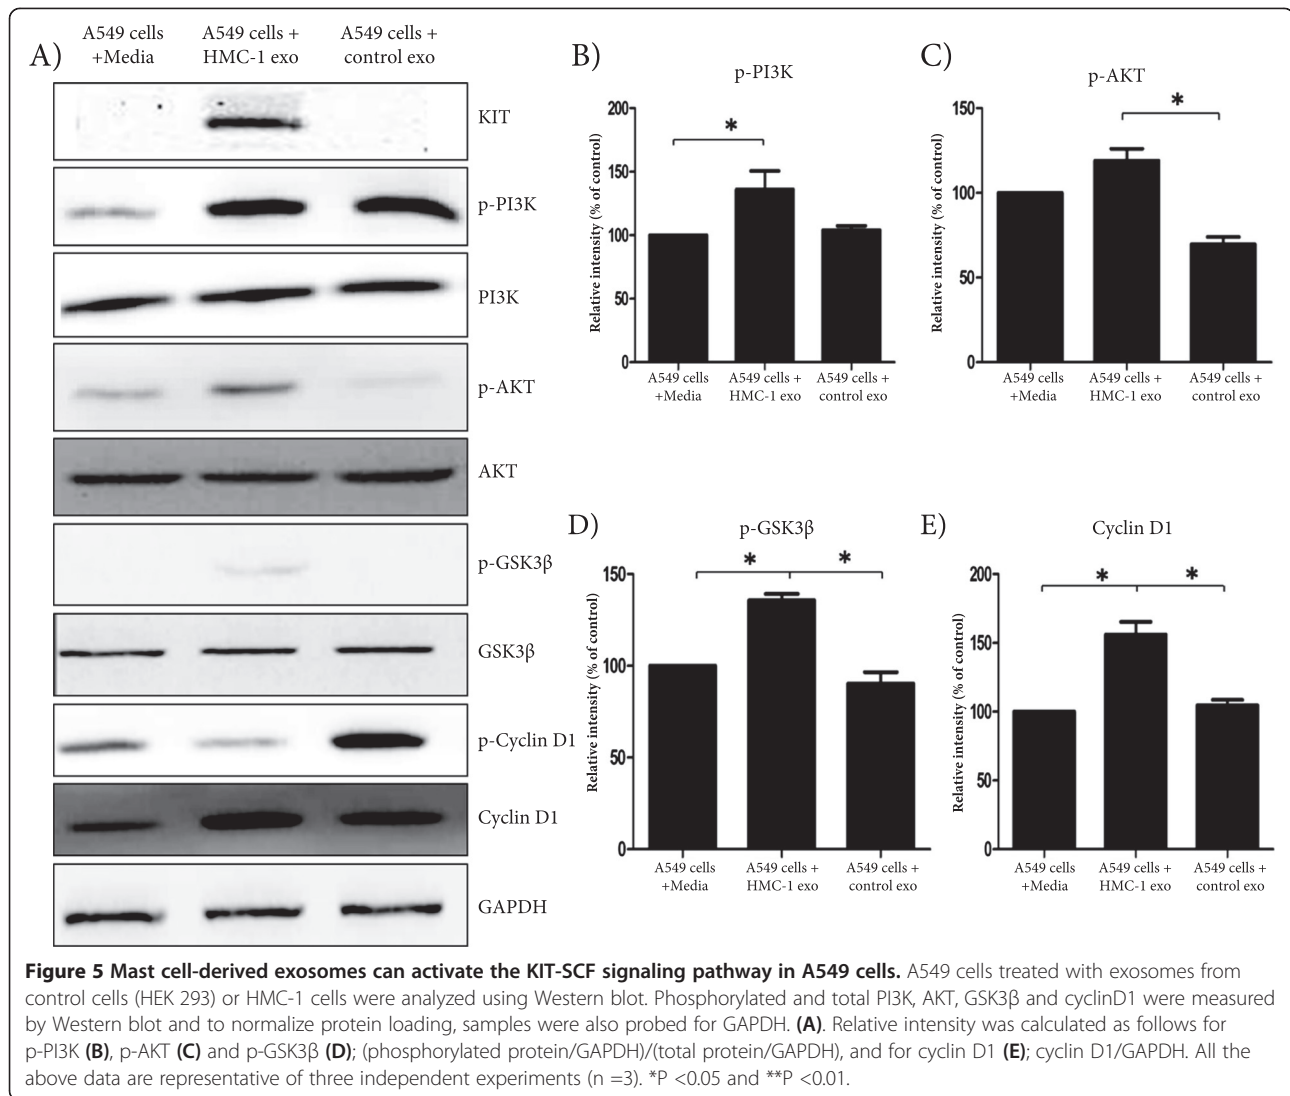 A)
A549 cells
+Media
A549 cells +
HMC-1 exo
A549 cells +
control exo
KIT
p-PI3K
PI3K
p-AKT
AKT
p-GSK3β
GSK3β
p-Cyclin D1
Cyclin D1
GAPDH
B)
p-PI3K
Relative intensity (% of control)
200
150
100
50
0
*
A549 cells
+Media
A549 cells +
HMC-1 exo
A549 cells +
control exo
C)
p-AKT
Relative intensity (% of control)
150
100
50
0
*
A549 cells
+Media
A549 cells +
HMC-1 exo
A549 cells +
control exo
D)
p-GSK3β
Relative intensity (% of control)
150
100
50
0
* *
A549 cells
+Media
A549 cells +
HMC-1 exo
A549 cells +
control exo
E)
Cyclin D1
Relative intensity (% of control)
200
150
100
50
0
* *
A549 cells
+Media
A549 cells +
HMC-1 exo
A549 cells +
control exo
Figure 5 Mast cell-derived exosomes can activate the KIT-SCF signaling pathway in A549 cells. A549 cells treated with exosomes from
control cells (HEK 293) or HMC-1 cells were analyzed using Western blot. Phosphorylated and total PI3K, AKT, GSK3β and cyclinD1 were measured
by Western blot and to normalize protein loading, samples were also probed for GAPDH. (A). Relative intensity was calculated as follows for
p-PI3K (B), p-AKT (C) and p-GSK3β (D); (phosphorylated protein/GAPDH)/(total protein/GAPDH), and for cyclin D1 (E); cyclin D1/GAPDH. All the
above data are representative of three independent experiments (n =3). *P <0.05 and **P <0.01.